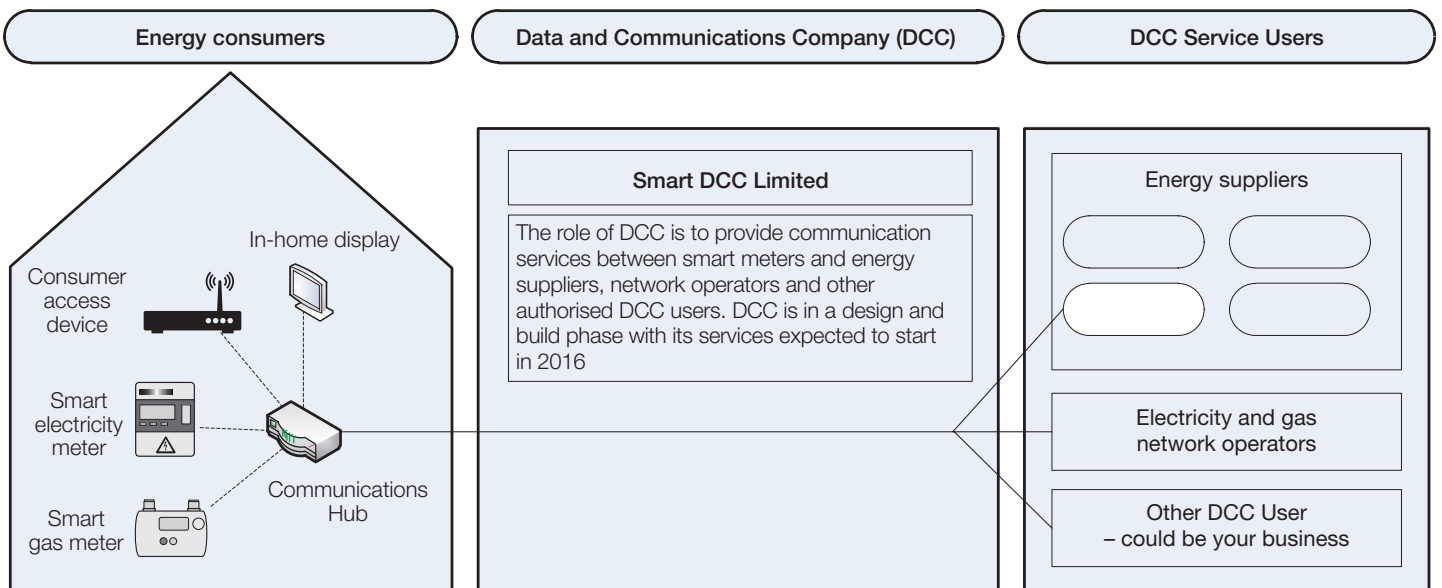 Energy consumers
Data and Communications Company (DCC)
DCC Service Users
In-home display
Consumer
access
device
Smart
electricity
meter
Smart
gas meter
Communications
Hub
Smart DCC Limited
The role of DCC is to provide communication
services between smart meters and energy
suppliers, network operators and other
authorised DCC users. DCC is in a design and
build phase with its services expected to start
in 2016
Energy suppliers
Electricity and gas
network operators
Other DCC User
– could be your business